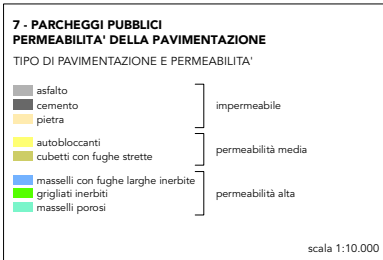 7 - PARCHEGGI PUBBLICI
PERMEABILITA' DELLA PAVIMENTAZIONE
TIPO DI PAVIMENTAZIONE E PERMEABILITA'
asfalto
cemento
pietra
impermeabile
autobloccanti
cubetti con fughe strette
permeabilità media
masselli con fughe larghe inerbite
grigliati inerbiti
masselli porosi
permeabilità alta
scala 1:10.000